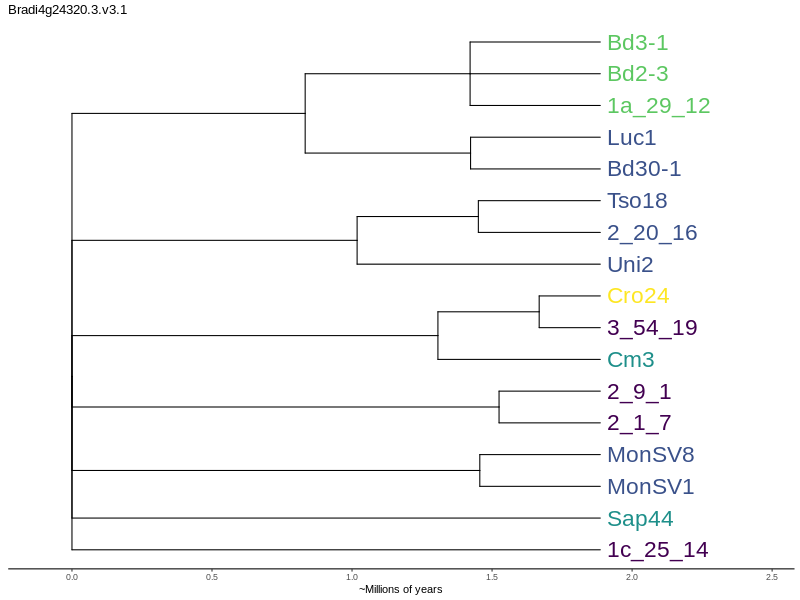 Bradi4g24320.3.v3.1
Bd3-1
Bd2-3
1a_29_12
Luc1
Bd30-1
Tso18
2_20_16
Uni2
Cro24
3_54_19
Cm3
2_9_1
2_1_7
MonSV8
MonSV1
Sap44
1c_25_14
0.0 0.5 1.0 1.5 2.0 2.5
~Millions of years